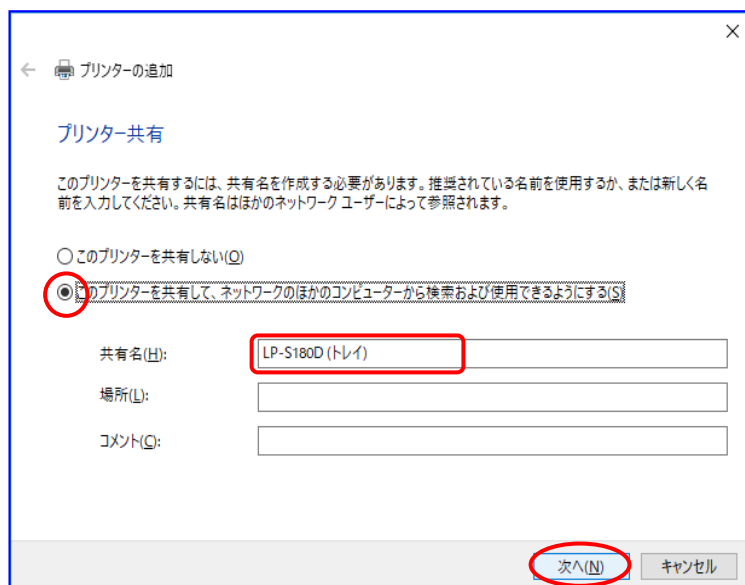 プリンターの追加
プリンター共有
このプリンターを共有するには、共有名を作成する必要があります。推奨されている名前を使用するか、または新しく名
前を入力してください。共有名はほかのネットワーク ユーザーによって参照されます。
このプリンターを共有しない(O)
このプリンターを共有して、ネットワークのほかのコンピューターから検索および使用できるようにする(S)
共有名(H): LP-S180D (トレイ)
場所(L):
コメント(C):
次へ(N) キャンセル